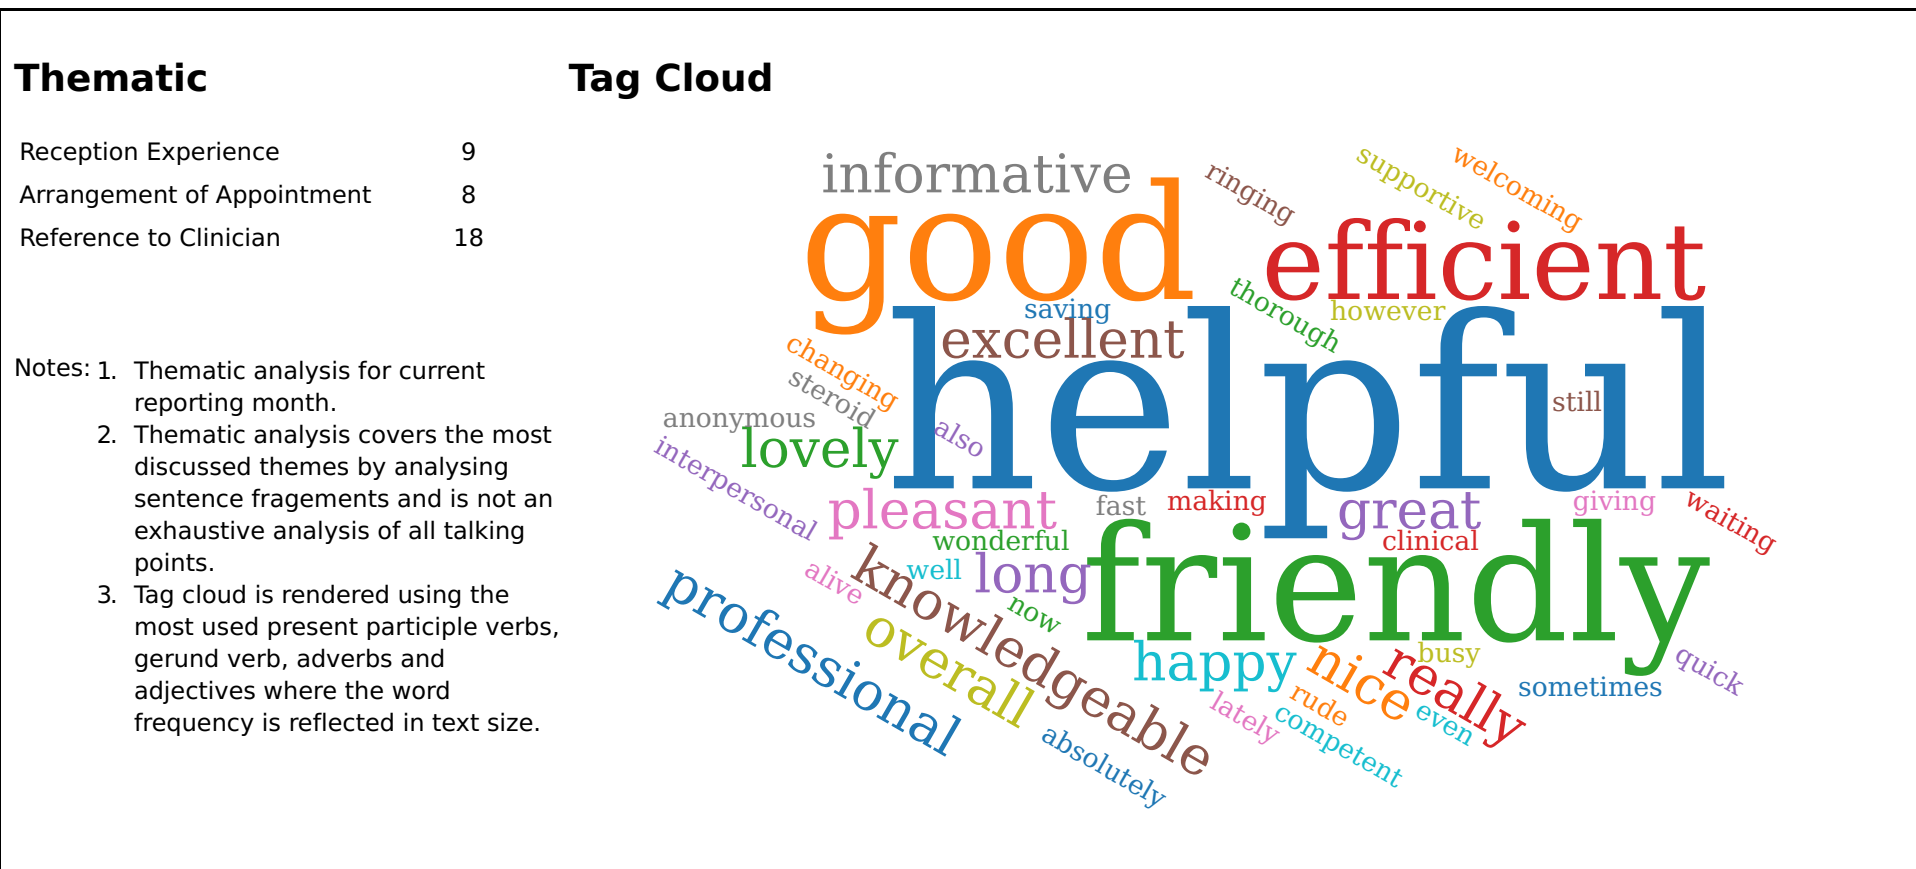 Thematic
Reception Experience 9
Arrangement of Appointment 8
Reference to Clinician 18
Notes: 1. Thematic analysis for current
reporting month.
2. Thematic analysis covers the most
discussed themes by analysing
sentence fragements and is not an
exhaustive analysis of all talking
points.
3. Tag cloud is rendered using the
most used present participle verbs,
gerund verb, adverbs and
adjectives where the word
frequency is reflected in text size.
Tag Cloud
informative
ringing
supportive
welcoming
good
efficient
saving
thorough
however
excellent
helpful
changing
steroid
still
anonymous
also
lovely
interpersonal
pleasant
fast
making
great
giving
waiting
wonderful
clinical
friendly
well
long
alive
knowledgeable
now
professional
overall
happy
nice
really
busy
quick
sometimes
rude
lately
even
competent
absolutely